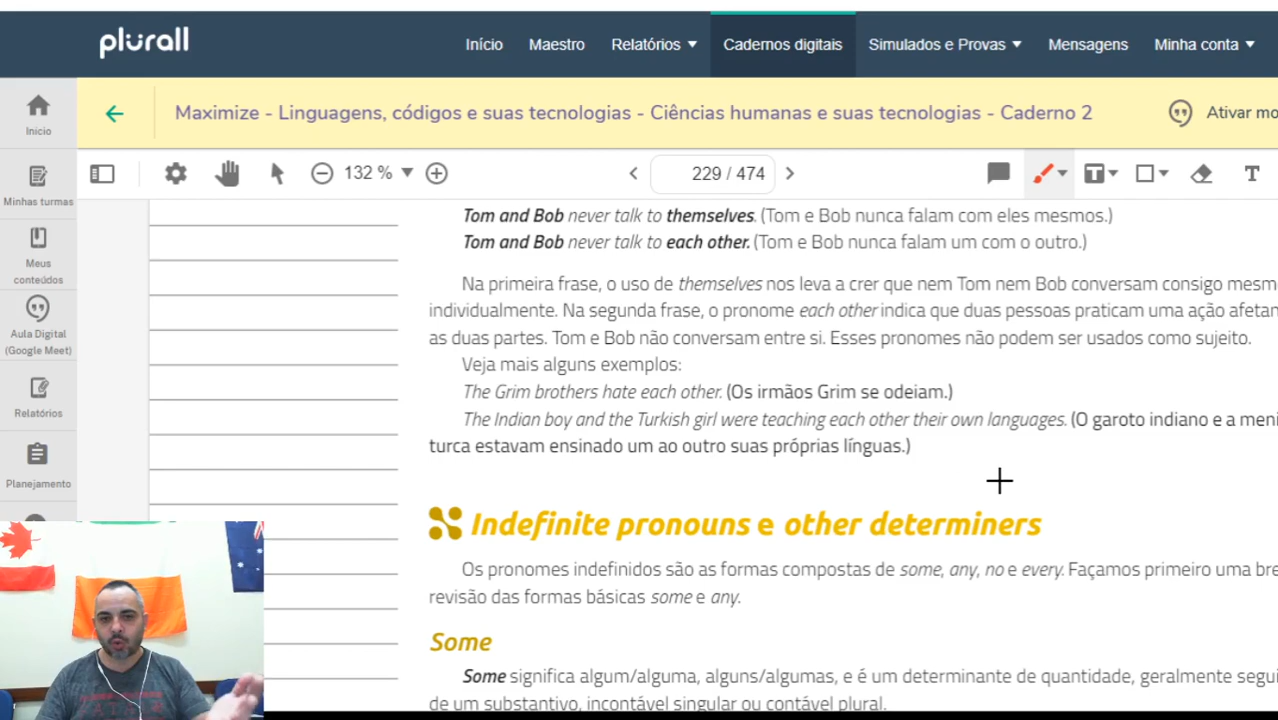 plurall
Início Maestro Relatórios Cadernos digitais Simulados e Provas Mensagens Minha conta
Maximize - Linguagens, códigos e suas tecnologias - Ciências humanas e suas tecnologias - Caderno 2
Ativar mo
Inicio
Minhas turmas
Meus
conteúdos
Aula Digital
(Google Meet)
Relatórios
Planejamento
132 %
229 / 474
T
T
Tom and Bob never talk to themselves. (Tom e Bob nunca falam com eles mesmos.)
Tom and Bob never talk to each other. (Tom e Bob nunca falam um com o outro.)
Na primeira frase, o uso de themselves nos leva a crer que nem Tom nem Bob conversam consigo mesm
individualmente. Na segunda frase, o pronome each other indica que duas pessoas praticam uma ação afetan
as duas partes. Tom e Bob não conversam entre si. Esses pronomes não podem ser usados como sujeito.
Veja mais alguns exemplos:
The Grim brothers hate each other. (Os irmãos Grim se odeiam.)
The Indian boy and the Turkish girl were teaching each other their own languages. (O garoto indiano e a meni
turca estavam ensinado um ao outro suas próprias línguas.)
Indefinite pronouns e other determiners
Os pronomes indefinidos são as formas compostas de some, any, no e every. Façamos primeiro uma bre
revisão das formas básicas some e any.
Some
Some significa algum/alguma, alguns/algumas, e é um determinante de quantidade, geralmente segui
de um substantivo, incontável singular ou contável plural.